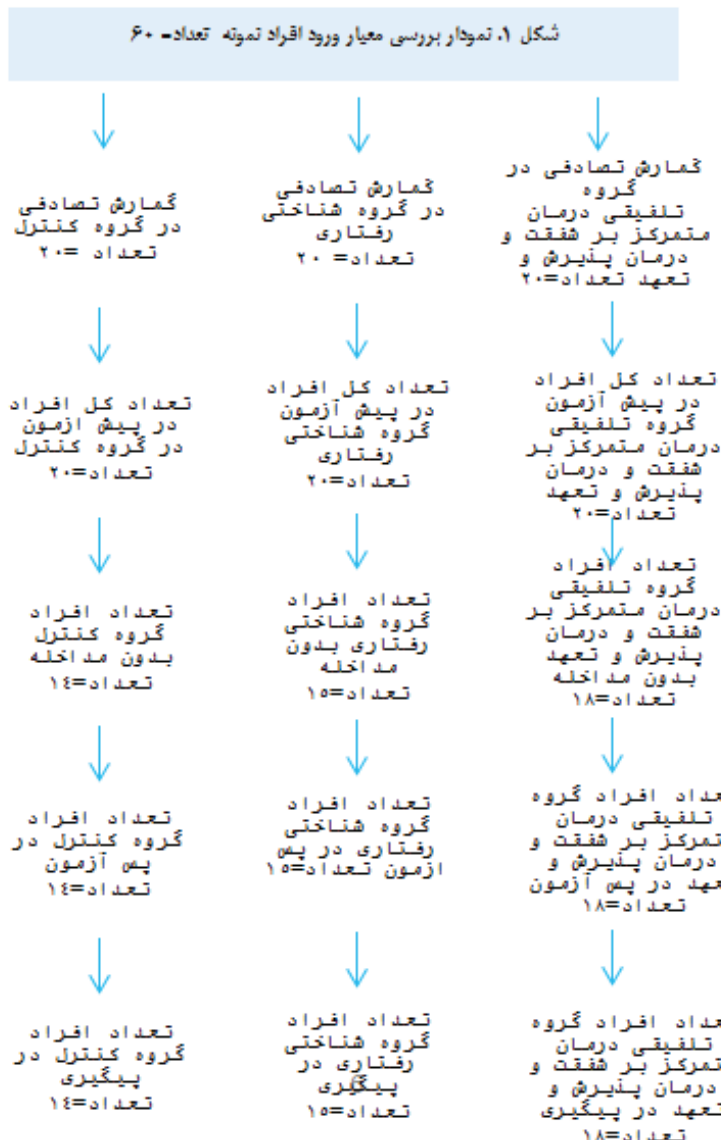 شکل ۱. نمودار بررسی معیار ورود افراد نمونه تعداد= ۶۰
گمارش تصادفی در
گروه
تلفیقی درمان
متمرکز بر شفقت و
درمان پذیرش و
تعهد تعداد=۲۰
گمارش تصادفی
در گروه شناختی
رفتاری
تعداد= ۲۰
گمارش تصادفی
در گروه کنترل
تعداد =۲۰
تعداد کل افراد
در پیش آزمون
گروه تلفیقی
درمان متمرکز بر
شفقت و درمان
پذیرش و تعهد
تعداد=۲۰
تعداد کل افراد
در پیش آزمون
گروه شناختی
رفتاری
تعداد=۲۰
تعداد کل افراد
در پیش ازمون
در گروه کنترل
تعداد=۲۰
تعداد افراد
گروه تلفیقی
درمان متمرکز بر
شفقت و درمان
پذیرش و تعهد
بدون مداخله
تعداد=۱۸
تعداد افراد
گروه شناختی
رفتاری بدون
مداخله
تعداد=۱۵
تعداد افراد
گروه کنترل
بدون مداخله
تعداد=۱٤
عداد افراد گروه
تلفیقی درمان
تمرکز بر شفقت و
درمان پذیرش و
عهد در پس آزمون
تعداد=۱۸
تعداد افراد
گروه شناختی
رفتاری در پس
ازمون تعداد=۱۵
تعداد افراد
گروه کنترل در
پس آزمون
تعداد=۱٤
عداد افراد گروه
تلفیقی درمان
تمرکز بر شفقت و
درمان پذیرش و
تعهد در پیگیری
تعداد=۱۸
تعداد افراد
گروه شناختی
رفتاری در
پیگیری
تعداد=۱۵
تعداد افراد
گروه کنترل در
پیگیری
تعداد=۱٤